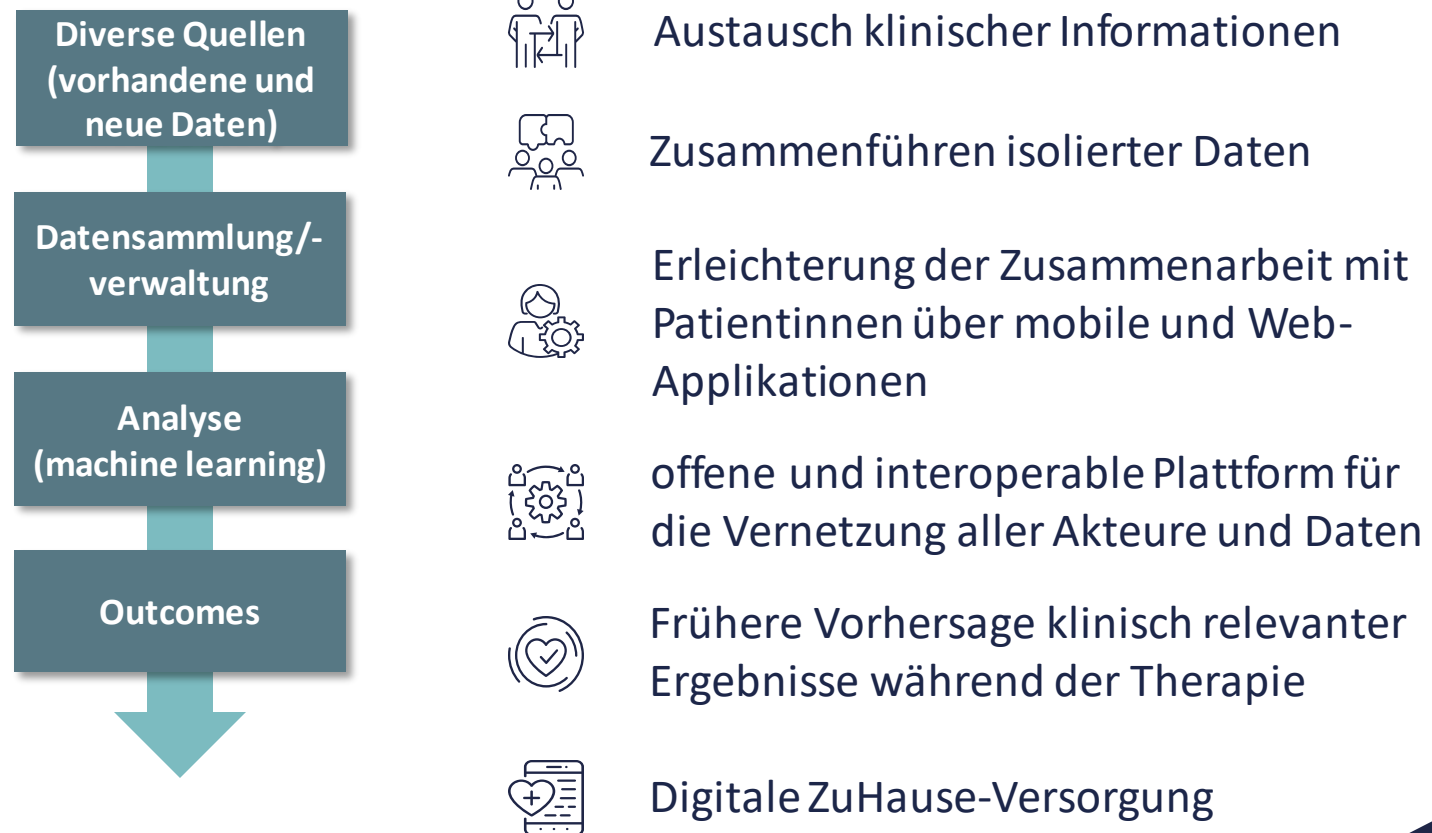 Diverse Quellen
(vorhandene und
neue Daten)
Datensammlung/-
verwaltung
Analyse
(machine learning)
Outcomes
Austausch klinischer Informationen
Zusammenführen isolierter Daten
Erleichterung der Zusammenarbeit mit
Patientinnen über mobile und Web-
Applikationen
offene und interoperable Plattform für
die Vernetzung aller Akteure und Daten
Frühere Vorhersage klinisch relevanter
Ergebnisse während der Therapie
Digitale ZuHause-Versorgung